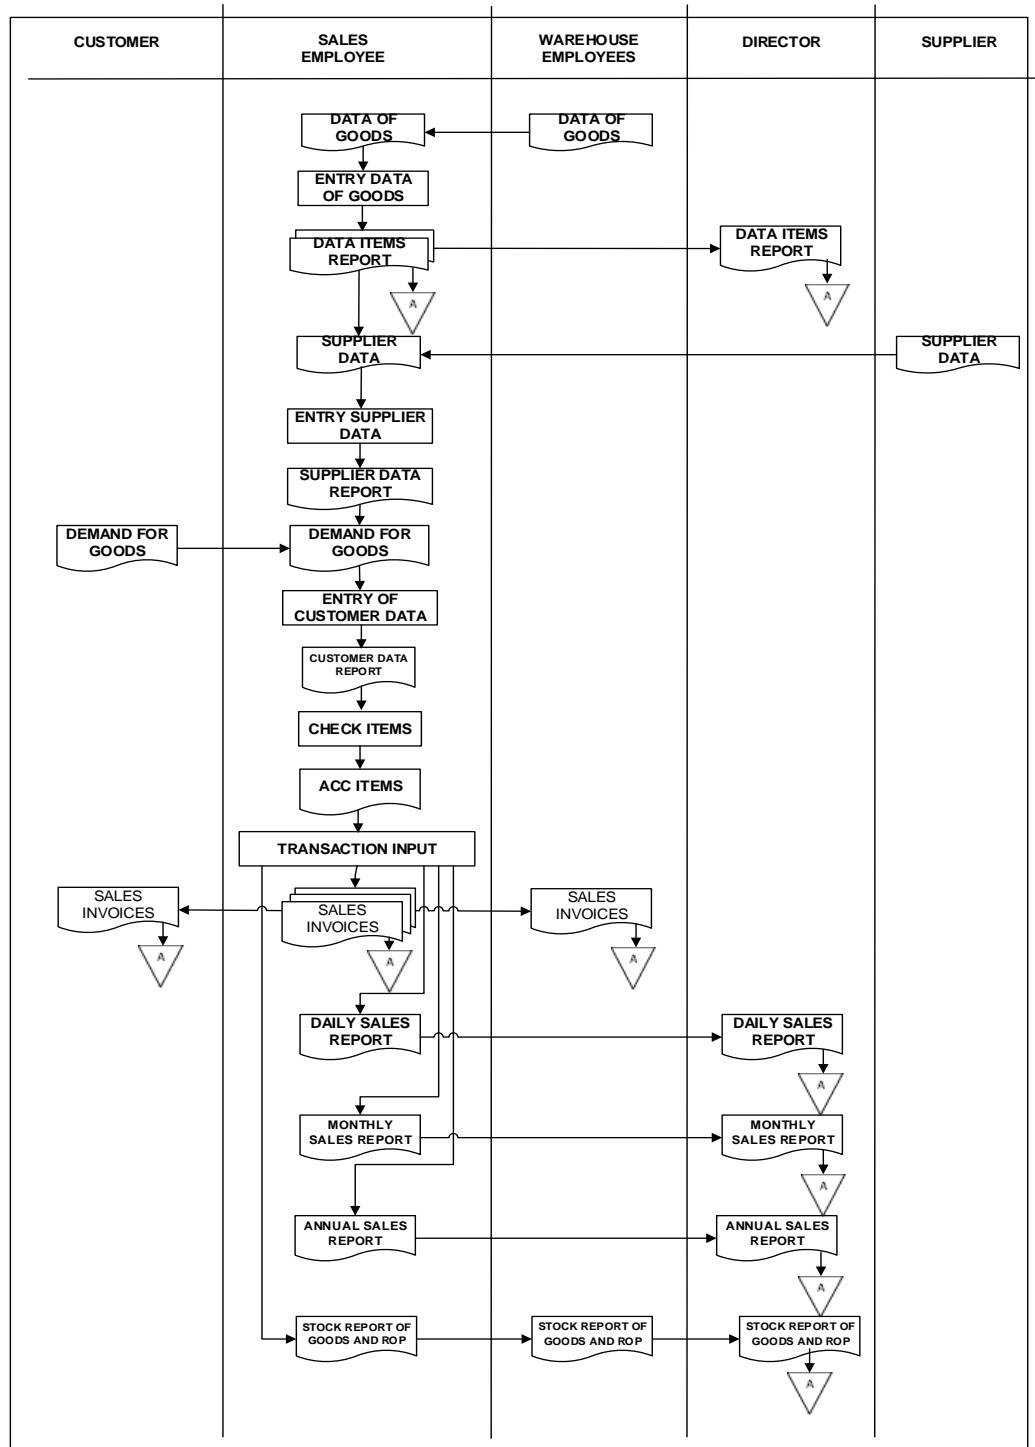 CUSTOMER
SALES
EMPLOYEE
WAREHOUSE
EMPLOYEES
DIRECTOR
SUPPLIER
DATA OF
GOODS
DATA OF
GOODS
ENTRY DATA
OF GOODS
DATA ITEMS
REPORT
DATA ITEMS
REPORT
A
A
SUPPLIER
DATA
SUPPLIER
DATA
ENTRY SUPPLIER
DATA
SUPPLIER DATA
REPORT
DEMAND FOR
GOODS
DEMAND FOR
GOODS
ENTRY OF
CUSTOMER DATA
CUSTOMER DATA
REPORT
CHECK ITEMS
ACC ITEMS
TRANSACTION INPUT
SALES
INVOICES
SALES
INVOICES
SALES
INVOICES
A
A
A
DAILY SALES
REPORT
DAILY SALES
REPORT
A
MONTHLY
SALES REPORT
MONTHLY
SALES REPORT
A
ANNUAL SALES
REPORT
ANNUAL SALES
REPORT
A
STOCK REPORT OF
GOODS AND ROP
STOCK REPORT OF
GOODS AND ROP
STOCK REPORT OF
GOODS AND ROP
A